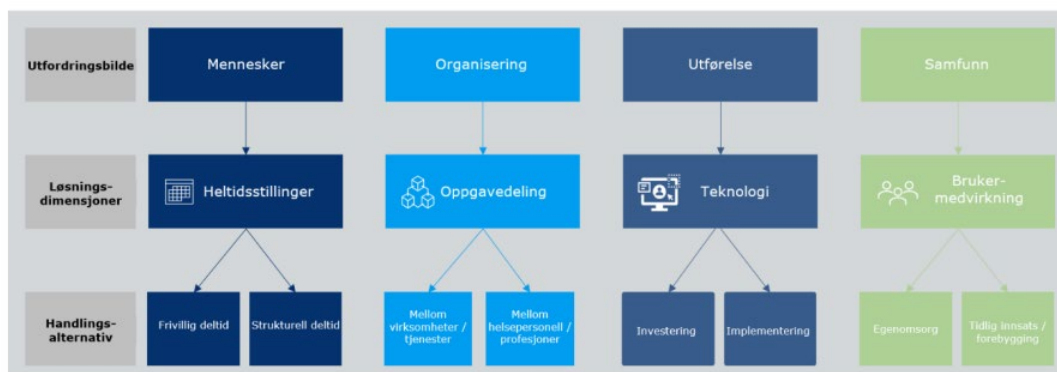 Utfordringsbilde
Mennesker
Organisering
Utførelse
Samfunn
Løsnings-
dimensjoner
Heltidsstillinger
Oppgavedeling
Teknologi
Bruker-
medvirkning
Handlings-
alternativ
Frivillig deltid
Strukturell deltid
Mellom
virksomheter /
tjenester
Mellom
helsepersonell /
profesjoner
Investering
Implementering
Egenomsorg
Tidlig innsats /
forebygging